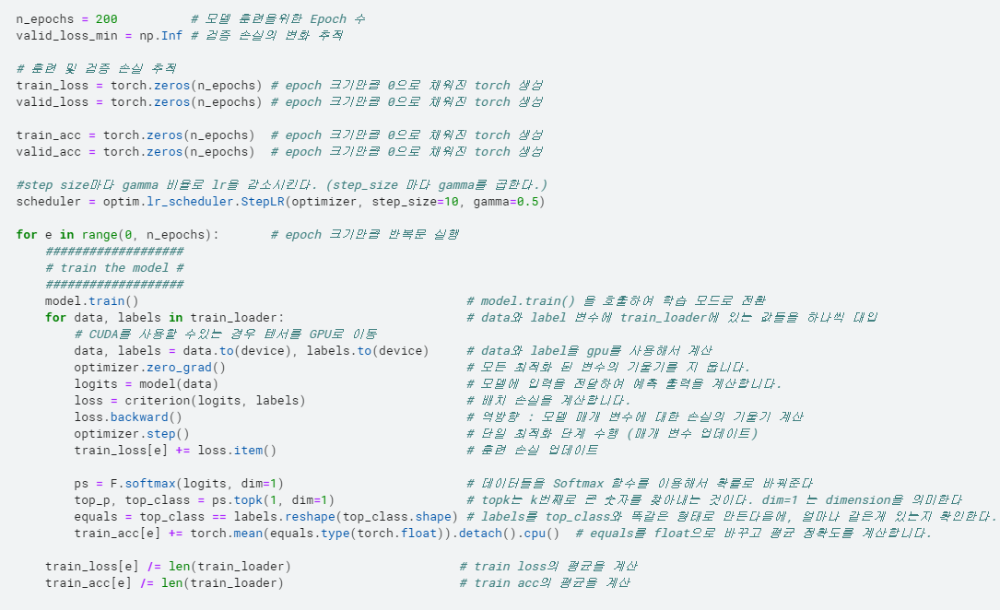 n_epochs = 200          # 모델 훈련을위한 Epoch 수
valid_loss_min = np.Inf # 검증 손실의 변화 추적
# 훈련 및 검증 손실 추적
train_loss = torch.zeros(n_epochs) # epoch 크기만큼 0으로 채워진 torch 생성
valid_loss = torch.zeros(n_epochs) # epoch 크기만큼 0으로 채워진 torch 생성
train_acc = torch.zeros(n_epochs)  # epoch 크기만큼 0으로 채워진 torch 생성
valid_acc = torch.zeros(n_epochs)  # epoch 크기만큼 0으로 채워진 torch 생성
#step size마다 gamma 비율로 lr을 감소시킨다. (step_size 마다 gamma를 곱한다.)
scheduler = optim.lr_scheduler.StepLR(optimizer, step_size=10, gamma=0.5)
for e in range(0, n_epochs):       # epoch 크기만큼 반복문 실행
    ###################
    # train the model #
    ###################
    model.train()                                             # model.train() 을 호출하여 학습 모드로 전환
    for data, labels in train_loader:                         # data와 label 변수에 train_loader에 있는 값들을 하나씩 대입
        # CUDA를 사용할 수있는 경우 텐서를 GPU로 이동
        data, labels = data.to(device), labels.to(device)     # data와 label을 gpu를 사용해서 계산
        optimizer.zero_grad()                                 # 모든 최적화 된 변수의 기울기를 지 웁니다.
        logits = model(data)                                  # 모델에 입력을 전달하여 예측 출력을 계산합니다.
        loss = criterion(logits, labels)                      # 배치 손실을 계산합니다.
        loss.backward()                                       # 역방향 : 모델 매개 변수에 대한 손실의 기울기 계산
        optimizer.step()                                      # 단일 최적화 단계 수행 (매개 변수 업데이트)
        train_loss[e] += loss.item()                          # 훈련 손실 업데이트
        ps = F.softmax(logits, dim=1)                         # 데이터들을 Softmax 함수를 이용해서 확률로 바꿔준다
        top_p, top_class = ps.topk(1, dim=1)                  # topk는 k번째로 큰 숫자를 찾아내는 것이다. dim=1 는 dimension을 의미한다
        equals = top_class == labels.reshape(top_class.shape) # labels를 top_class와 똑같은 형태로 만든다음에, 얼마나 같은게 있는지 확인한다.
        train_acc[e] += torch.mean(equals.type(torch.float)).detach().cpu()  # equals를 float으로 바꾸고 평균 정확도를 계산합니다.
    train_loss[e] /= len(train_loader)                       # train loss의 평균을 계산
    train_acc[e] /= len(train_loader)                        # train acc의 평균을 계산